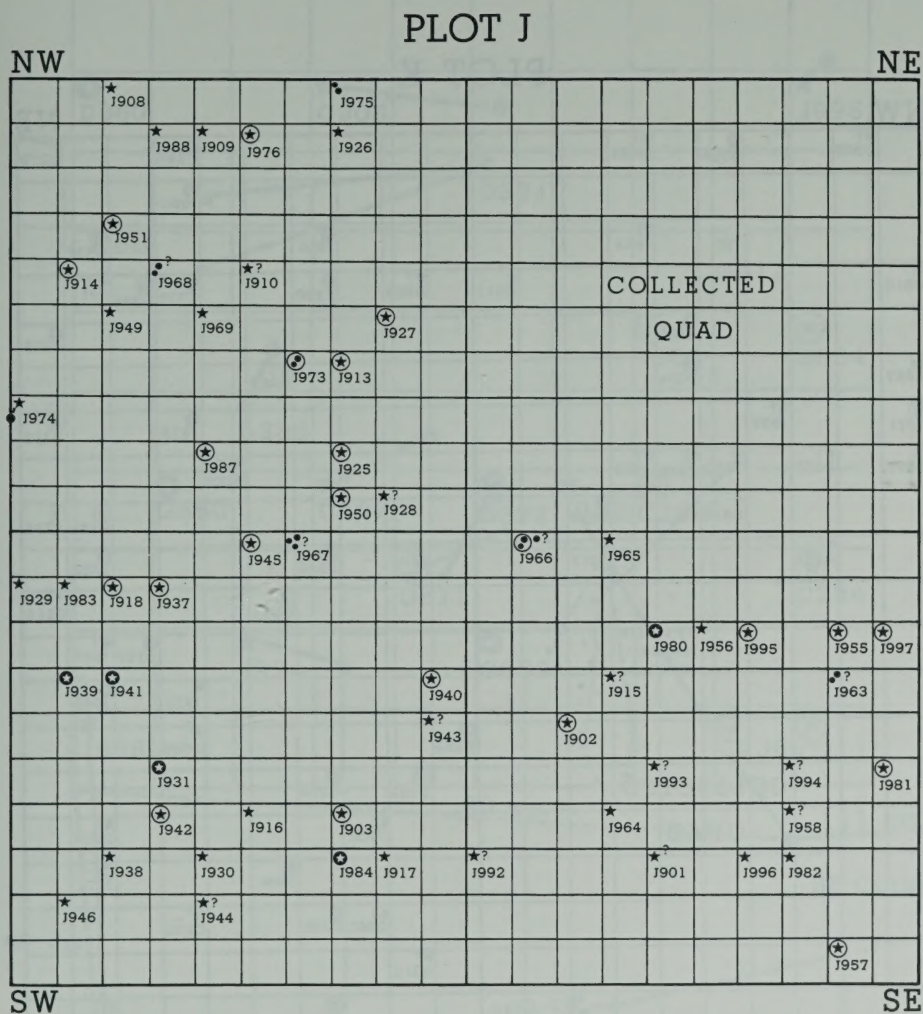 PLOT J
NW NE
J908 J975
J988 J909 J976 J926
J951
J914 ? J968 ? J910
COLLECTED
J949 J969 J927
QUAD
J973 J913
J974
J987 J925
J950 ? J928
J945 ? J967 ? J966 J965
J929 J983 J918 J937
J980 J956 J995 J955 J997
J939 J941 J940 ? J915 ? J963
? J943 J902
J931 ? J993 ? J994 J981
J942 J916 J903 J964 ? J958
J938 J930 J984 J917 ? J992 ? J901 J996 J982
J946 ? J944
J957
SW SE